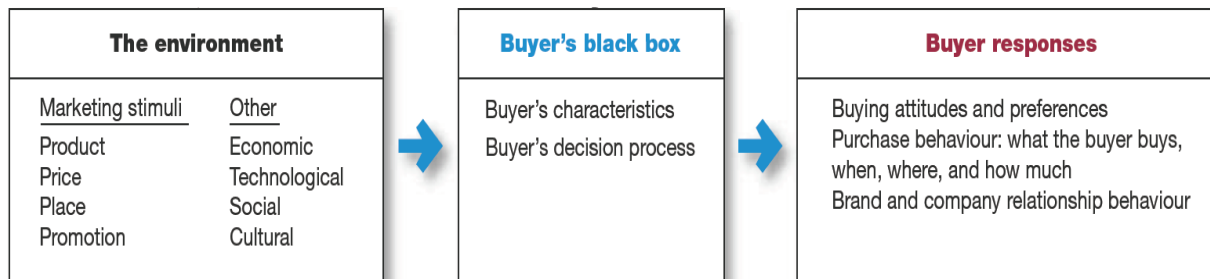 The environment
Marketing stimuli
Product
Price
Place
Promotion
Other
Economic
Technological
Social
Cultural
Buyer's black box
Buyer's characteristics
Buyer's decision process
Buyer responses
Buying attitudes and preferences
Purchase behaviour: what the buyer buys,
when, where, and how much
Brand and company relationship behaviour